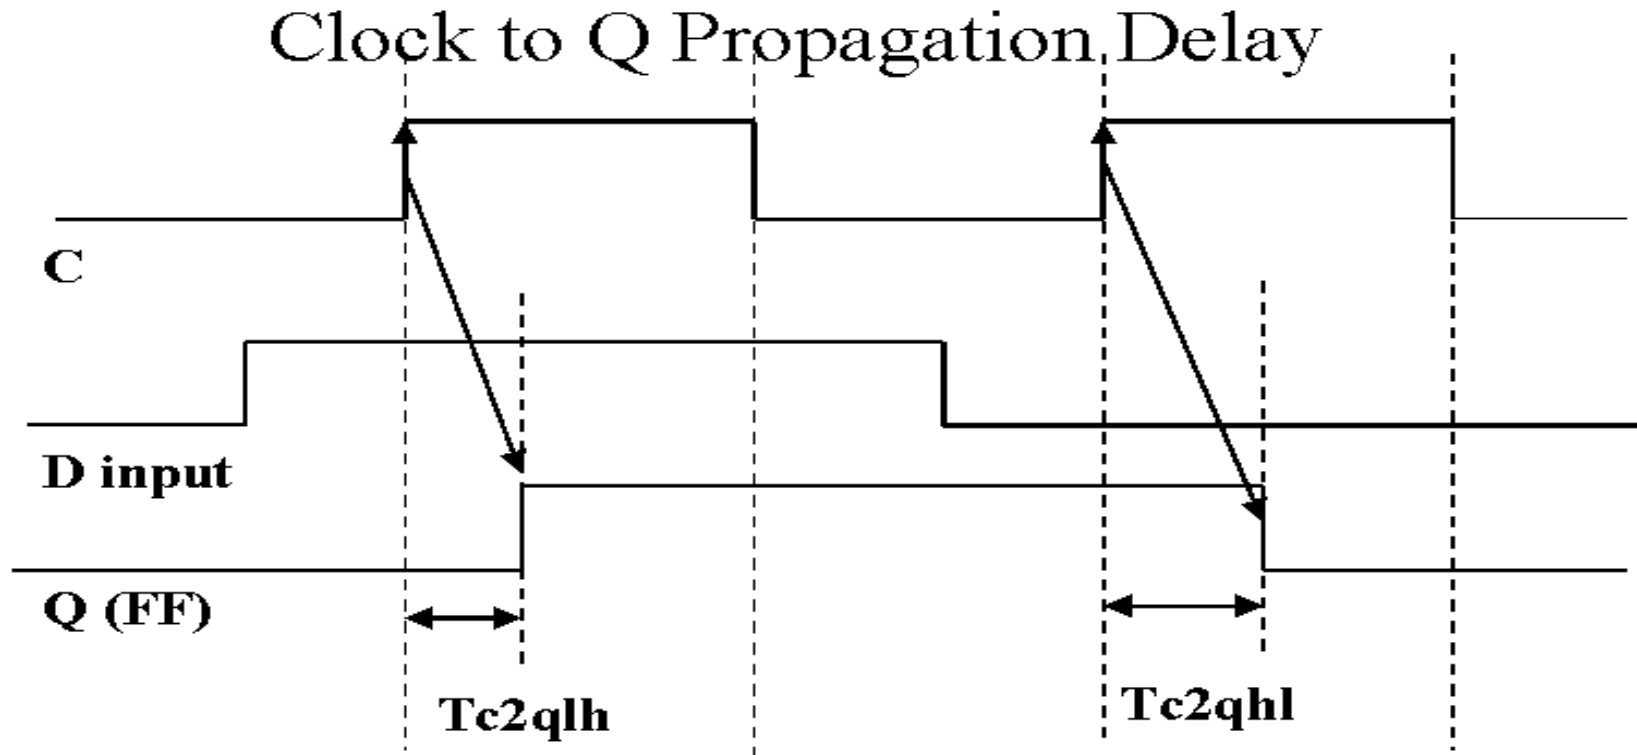 Clock to Q Propagation Delay
C
D input
Q (FF)
Tc2qlh
Tc2qhl